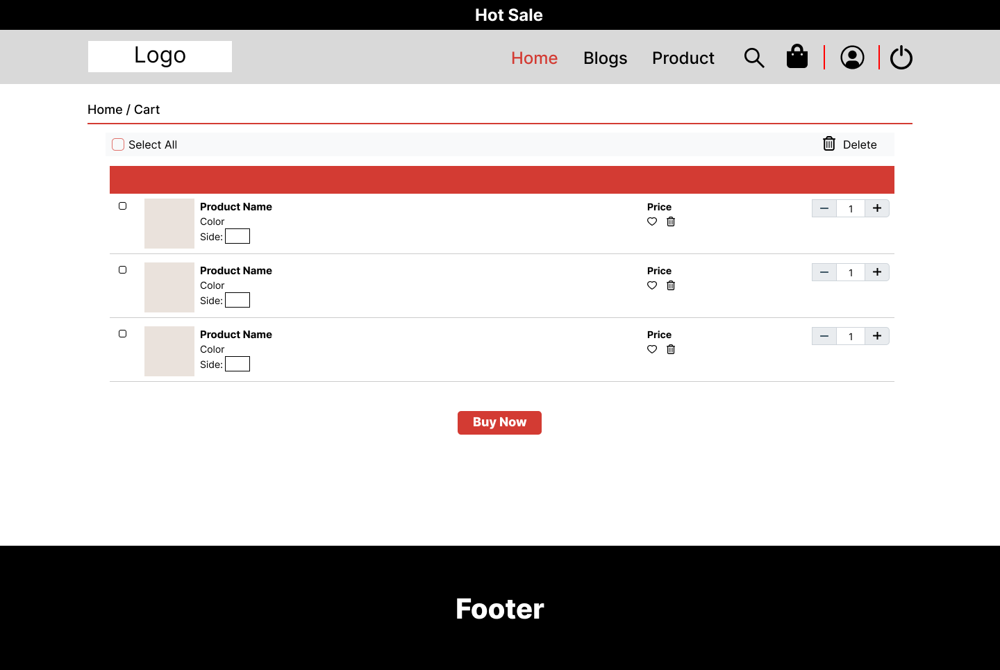 Hot Sale
Logo
Home Blogs Product
Home / Cart
Select All Delete
Product Name Price 1
Color
Side:
Product Name Price 1
Color
Side:
Product Name Price 1
Color
Side:
Buy Now
Footer